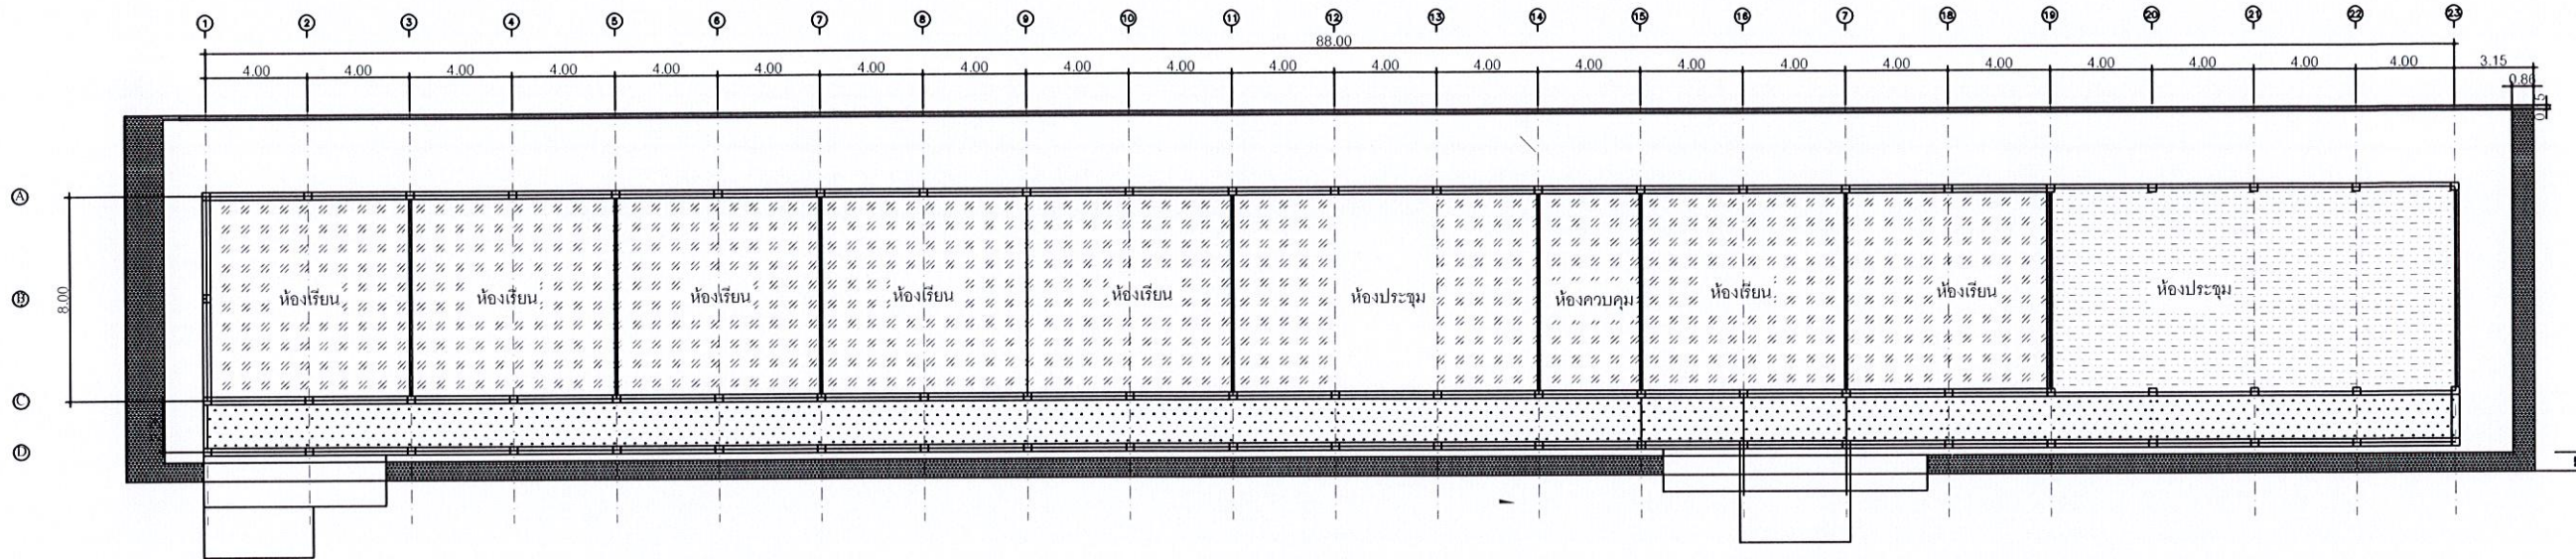 1 2 3 4 5 6 7 8 9 10 11 12 13 14 15 16 7 18 19 20 21 22 23
88.00
4.00 4.00 4.00 4.00 4.00 4.00 4.00 4.00 4.00 4.00 4.00 4.00 4.00 4.00 4.00 4.00 4.00 4.00 4.00 4.00 4.00 4.00 3.15
0.86
A
B
8.00
ห้องเรียน ห้องเรียน ห้องเรียน ห้องเรียน ห้องเรียน ห้องประชุม ห้องควบคุม ห้องเรียน ห้องเรียน ห้องประชุม
C
D